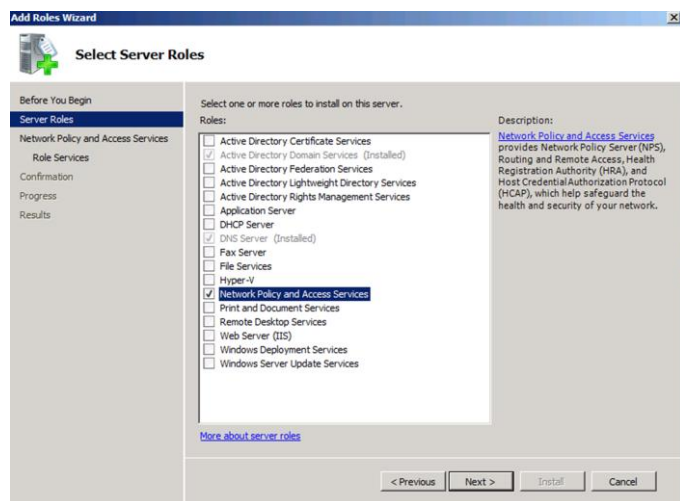 Add Roles Wizard
Select Server Roles
Before You Begin
Server Roles
Network Policy and Access Services
Role Services
Confirmation
Progress
Results
Select one or more roles to install on this server.
Roles:
Active Directory Certificate Services
Active Directory Domain Services (Installed)
Active Directory Federation Services
Active Directory Lightweight Directory Services
Active Directory Rights Management Services
Application Server
DHCP Server
DNS Server (Installed)
Fax Server
File Services
Hyper-V
Network Policy and Access Services
Print and Document Services
Remote Desktop Services
Web Server (IIS)
Windows Deployment Services
Windows Server Update Services
More about server roles
Description:
Network Policy and Access Services
provides Network Policy Server (NPS),
Routing and Remote Access, Health
Registration Authority (HRA), and
Host Credential Authorization Protocol
(HCAP), which help safeguard the
health and security of your network.
< Previous
Next >
Install
Cancel